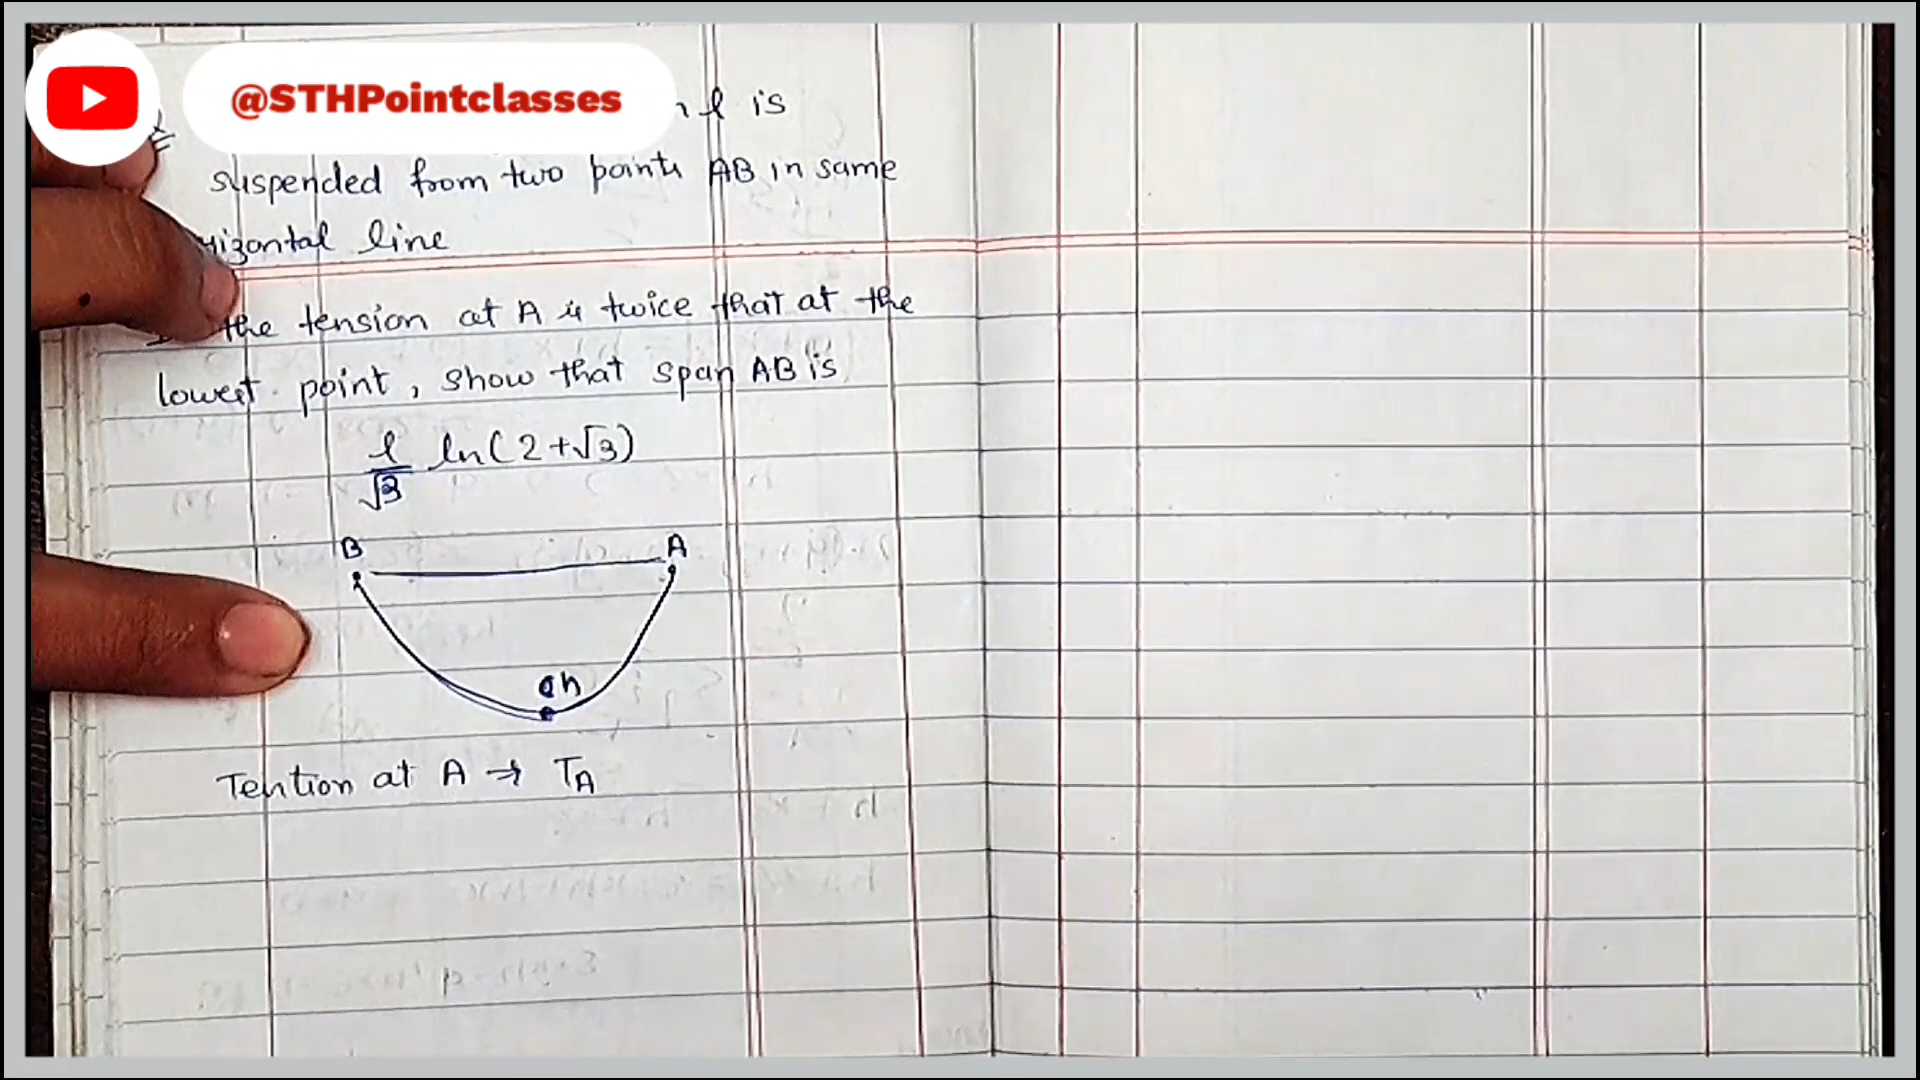 @STHPointclasses
l is
suspended from two points AB in same
line
the tension at A is twice that at the
lowest point, show that span AB is
l/√3 ln(2+√3)
B A
Tention at A → TA